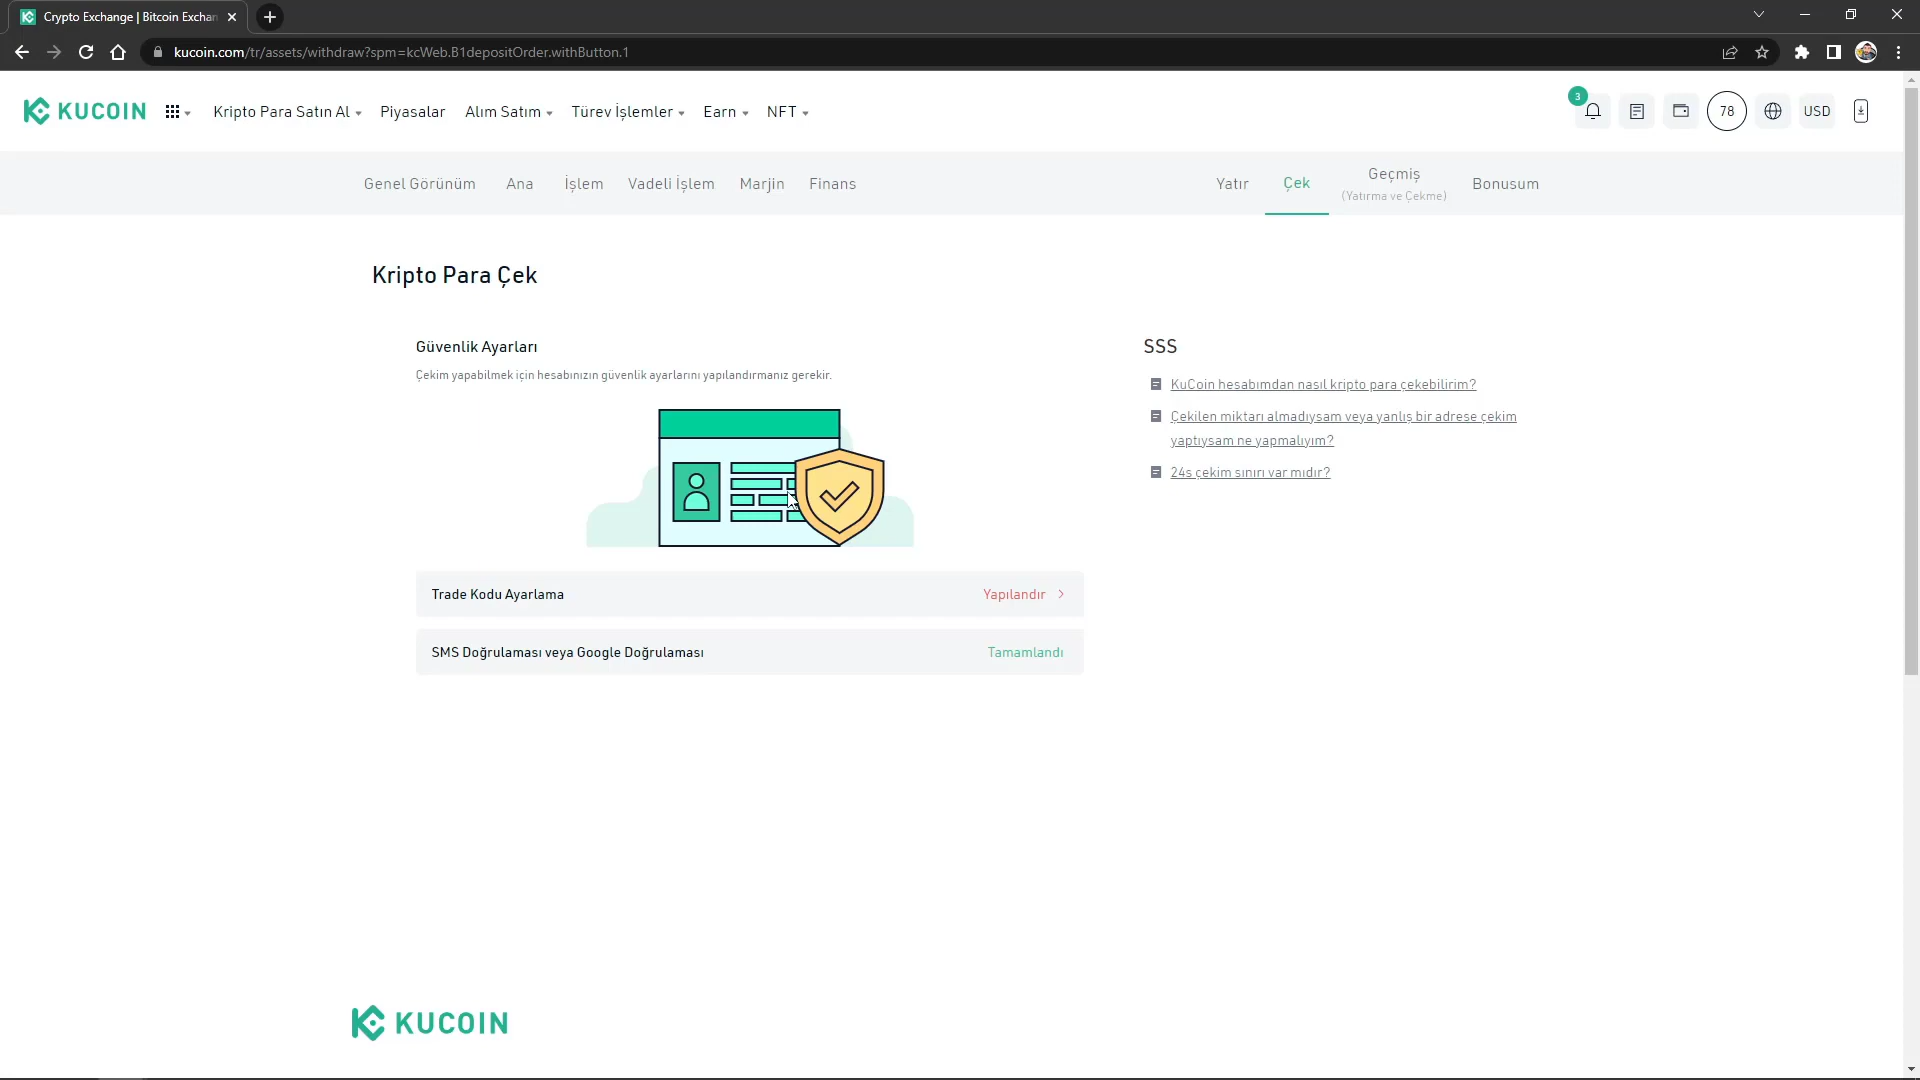 Crypto Exchange | Bitcoin Exchan
kucoin.com/tr/assets/withdraw?spm=kcWeb.B1depositOrder.withButton.1
KUCOIN
Kripto Para Satın Al
Piyasalar
Alım Satım
Türev İşlemler
Earn
NFT
3
78
USD
Genel Görünüm
Ana
İşlem
Vadeli İşlem
Marjin
Finans
Yatır
Çek
Geçmiş
(Yatırma ve Çekme)
Bonusum
Kripto Para Çek
Güvenlik Ayarları
Çekim yapabilmek için hesabınızın güvenlik ayarlarını yapılandırmanız gerekir.
Trade Kodu Ayarlama
Yapılandır
SMS Doğrulaması veya Google Doğrulaması
Tamamlandı
SSS
KuCoin hesabımdan nasıl kripto para çekebilirim?
Çekilen miktarı almadıysam veya yanlış bir adrese çekim
yaptıysam ne yapmalıyım?
24s çekim sınırı var mıdır?
KUCOIN